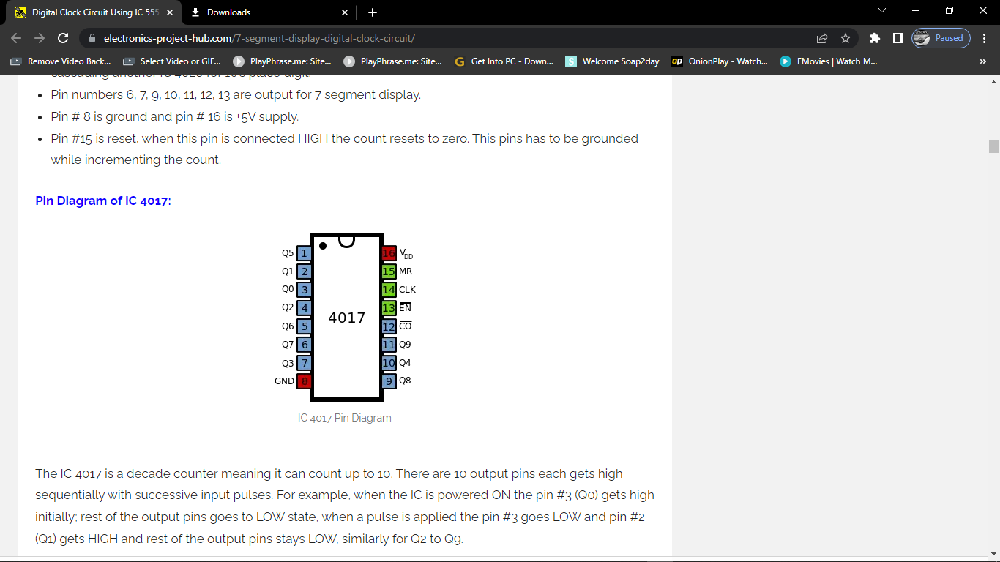 Digital Clock Circuit Using IC 555
Downloads
electronics-project-hub.com/7-segment-display-digital-clock-circuit/
Paused
Remove Video Back...
Select Video or GIF...
PlayPhrase.me: Site...
PlayPhrase.me: Site...
G
Get Into PC - Down...
S
Welcome Soap2day
op
OnionPlay - Watch...
FMovies | Watch M...
• Pin numbers 6, 7, 9, 10, 11, 12, 13 are output for 7 segment display.
• Pin # 8 is ground and pin # 16 is +5V supply.
• Pin #15 is reset, when this pin is connected HIGH the count resets to zero. This pins has to be grounded
while incrementing the count.
Pin Diagram of IC 4017:
Q5 1 16 VDD
Q1 2 15 MR
Q0 3 14 CLK
Q2 4 13 EN
4017
Q6 5 12 CO
Q7 6 11 Q9
Q3 7 10 Q4
GND 8 9 Q8
IC 4017 Pin Diagram
The IC 4017 is a decade counter meaning it can count up to 10. There are 10 output pins each gets high
sequentially with successive input pulses. For example, when the IC is powered ON the pin #3 (Q0) gets high
initially; rest of the output pins goes to LOW state, when a pulse is applied the pin #3 goes LOW and pin #2
(Q1) gets HIGH and rest of the output pins stays LOW, similarly for Q2 to Q9.